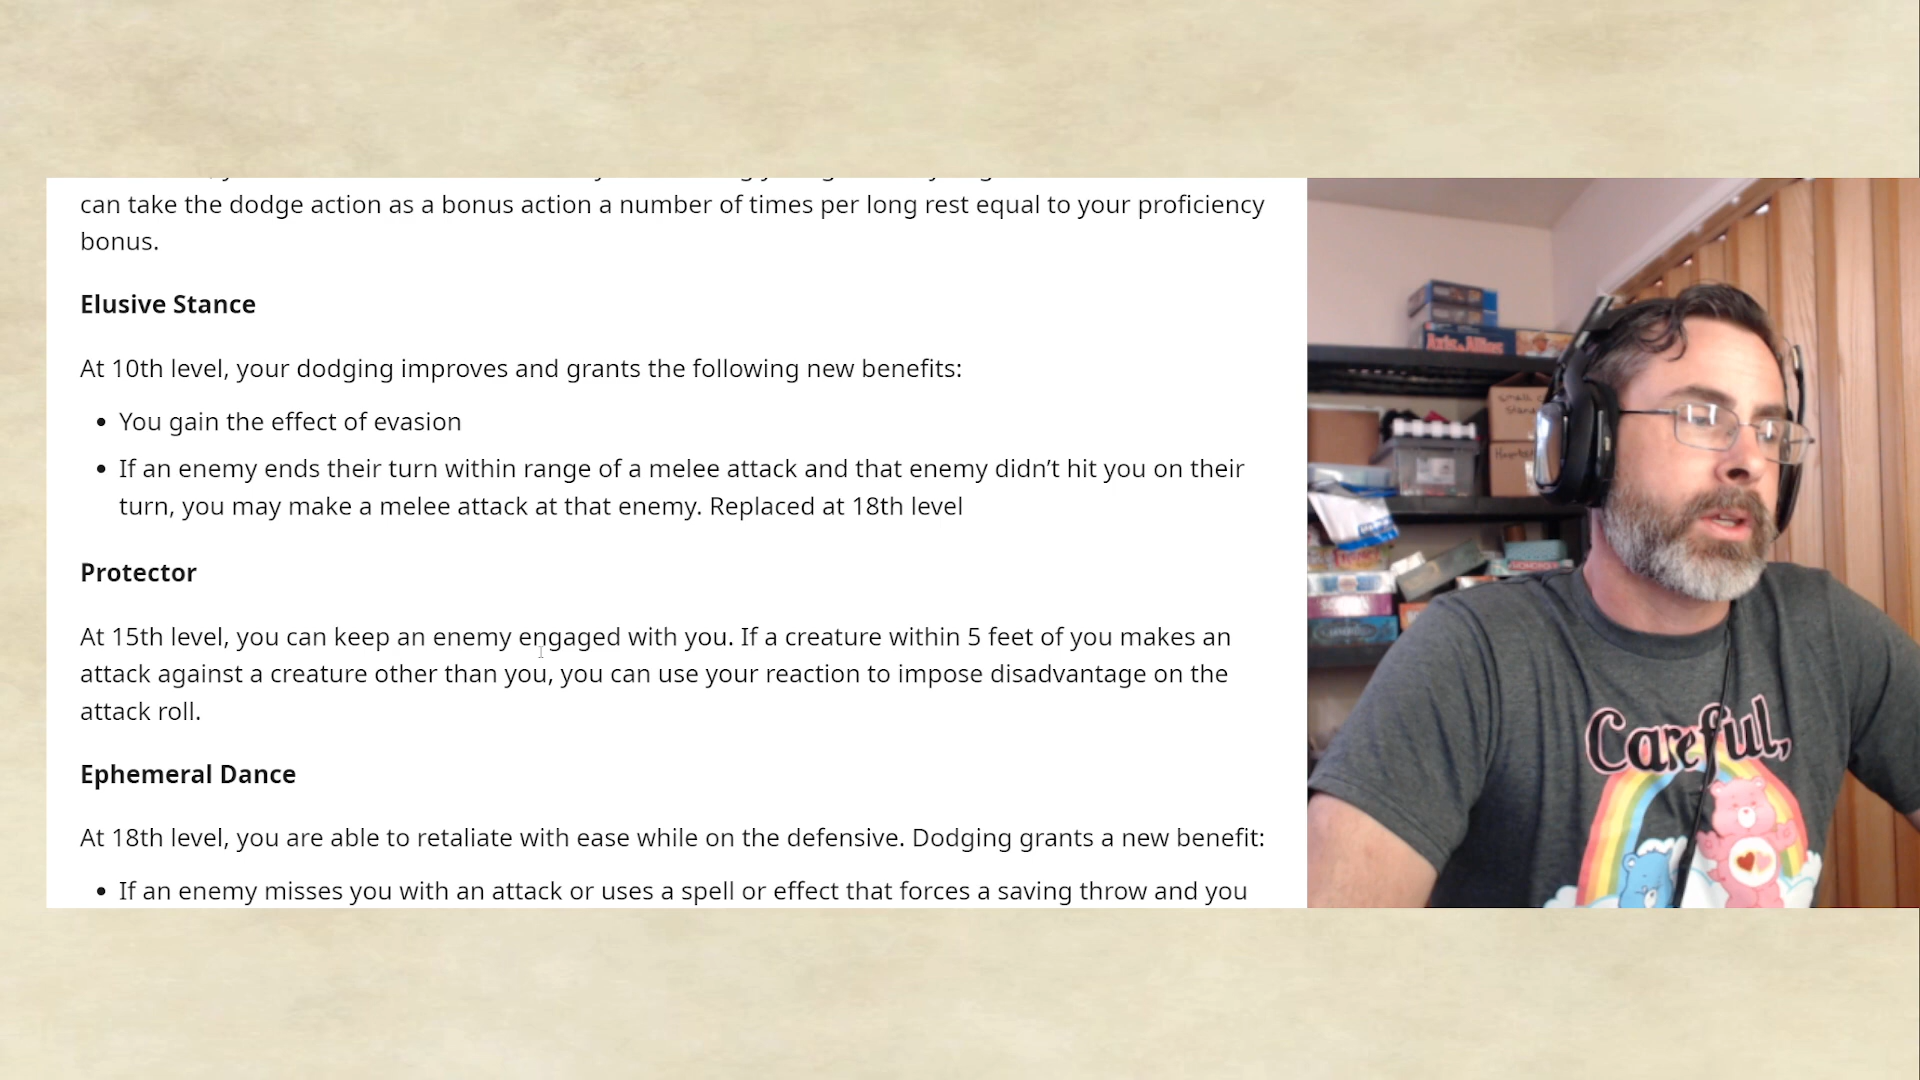 can take the dodge action as a bonus action a number of times per long rest equal to your proficiency
bonus.
Elusive Stance
At 10th level, your dodging improves and grants the following new benefits:
• You gain the effect of evasion
• If an enemy ends their turn within range of a melee attack and that enemy didn’t hit you on their
turn, you may make a melee attack at that enemy. Replaced at 18th level
Protector
At 15th level, you can keep an enemy engaged with you. If a creature within 5 feet of you makes an
attack against a creature other than you, you can use your reaction to impose disadvantage on the
attack roll.
Ephemeral Dance
At 18th level, you are able to retaliate with ease while on the defensive. Dodging grants a new benefit:
• If an enemy misses you with an attack or uses a spell or effect that forces a saving throw and you
Axis & Allies
MONOPOLY
Careful,